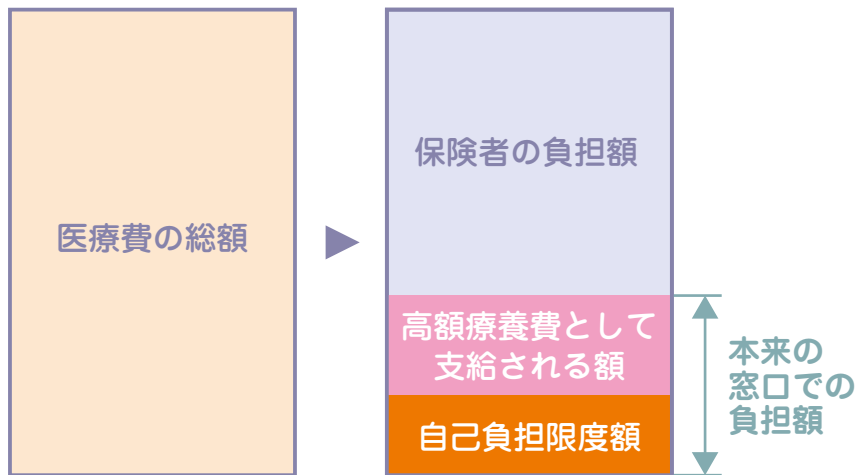 医療費の総額
保険者の負担額
高額療養費として
支給される額
自己負担限度額
本来の
窓口での
負担額